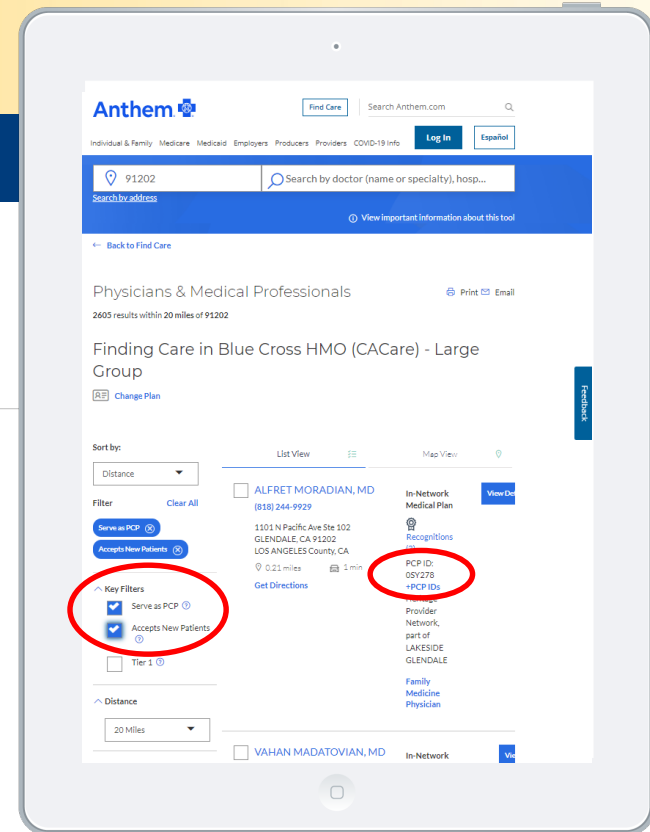 Anthem
Find Care
Search Anthem.com
Individual & Family Medicare Medicaid Employers Producers Providers COVID-19 Info
Log In
Español
91202
Search by doctor (name or specialty), hosp...
Search by address
View important information about this tool
← Back to Find Care
Physicians & Medical Professionals
Print
Email
2605 results within 20 miles of 91202
Finding Care in Blue Cross HMO (CACare) - Large
Group
Change Plan
Feedback
Sort by:
Distance
Filter
Clear All
Serve as PCP
Accepts New Patients
Key Filters
Serve as PCP
Accepts New Patients
Tier 1
Distance
20 Miles
List View
Map View
ALFRET MORADIAN, MD
(818) 244-9929
1101 N Pacific Ave Ste 102
GLENDALE, CA 91202
LOS ANGELES County, CA
0.21 miles
1 min
Get Directions
In-Network
Medical Plan
Recognitions
PCP ID:
0SY278
+PCP IDs
Provider
Network,
part of
LAKESIDE
GLENDALE
Family
Medicine
Physician
View Det
VAHAN MADATOVIAN, MD
In-Network